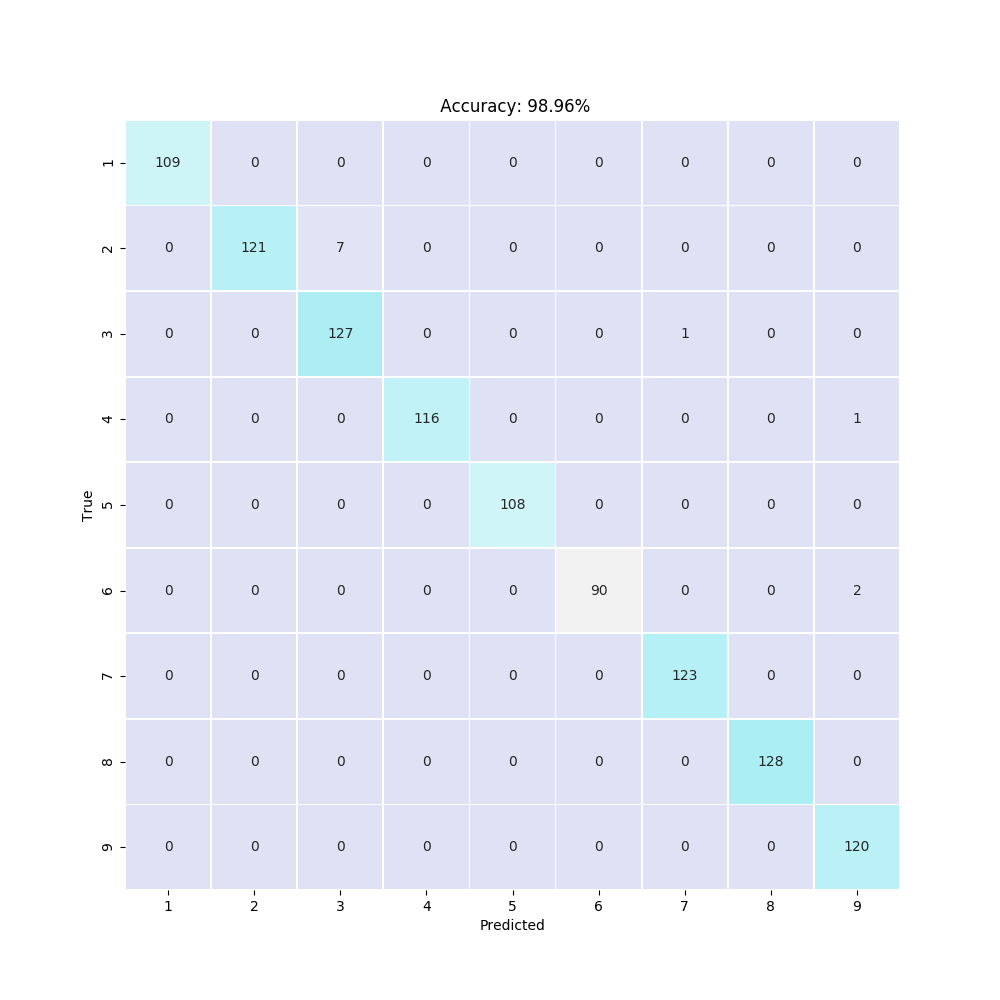 Accuracy: 98.96%
1 109 0 0 0 0 0 0 0 0
2 0 121 7 0 0 0 0 0 0
3 0 0 127 0 0 0 1 0 0
4 0 0 0 116 0 0 0 0 1
True
5 0 0 0 0 108 0 0 0 0
6 0 0 0 0 0 90 0 0 2
7 0 0 0 0 0 0 123 0 0
8 0 0 0 0 0 0 0 128 0
9 0 0 0 0 0 0 0 0 120
1 2 3 4 5 6 7 8 9
Predicted